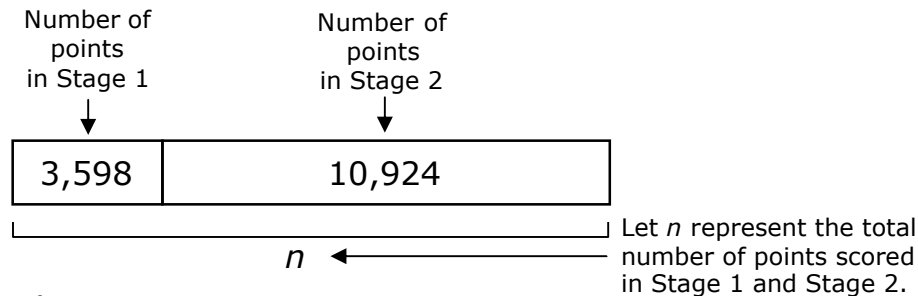 Number of
points
in Stage 1
Number of
points
in Stage 2
3,598
10,924
n
Let n represent the total
number of points scored
in Stage 1 and Stage 2.